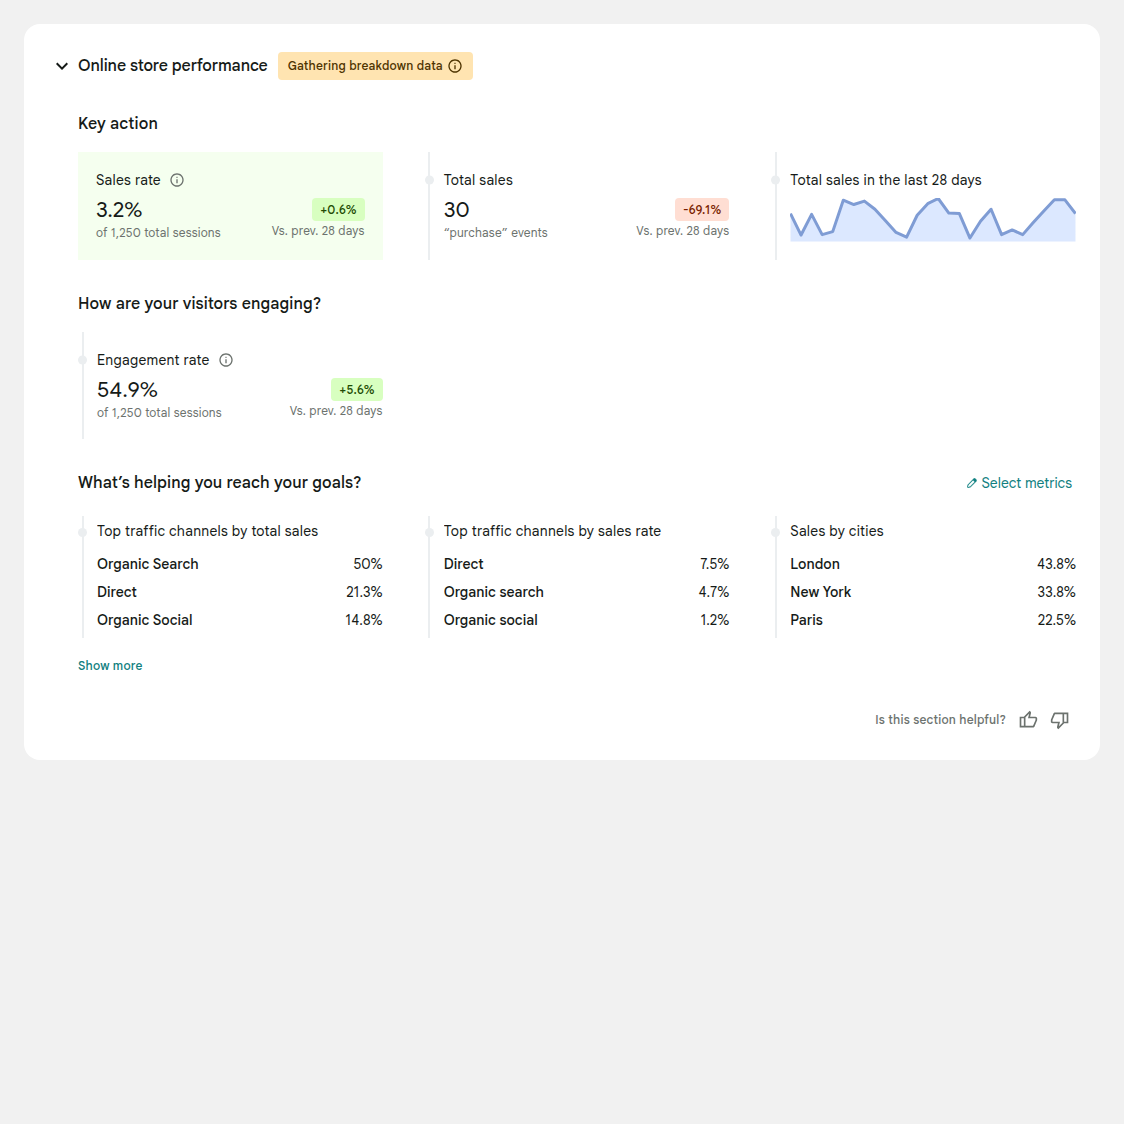 Online store performance
Gathering breakdown data
Key action
Sales rate
3.2%
+0.6%
of 1,250 total sessions
Vs. prev. 28 days
Total sales
30
-69.1%
“purchase” events
Vs. prev. 28 days
Total sales in the last 28 days
How are your visitors engaging?
Engagement rate
54.9%
+5.6%
of 1,250 total sessions
Vs. prev. 28 days
What’s helping you reach your goals?
Select metrics
Top traffic channels by total sales
Organic Search 50%
Direct 21.3%
Organic Social 14.8%
Top traffic channels by sales rate
Direct 7.5%
Organic search 4.7%
Organic social 1.2%
Sales by cities
London 43.8%
New York 33.8%
Paris 22.5%
Show more
Is this section helpful?